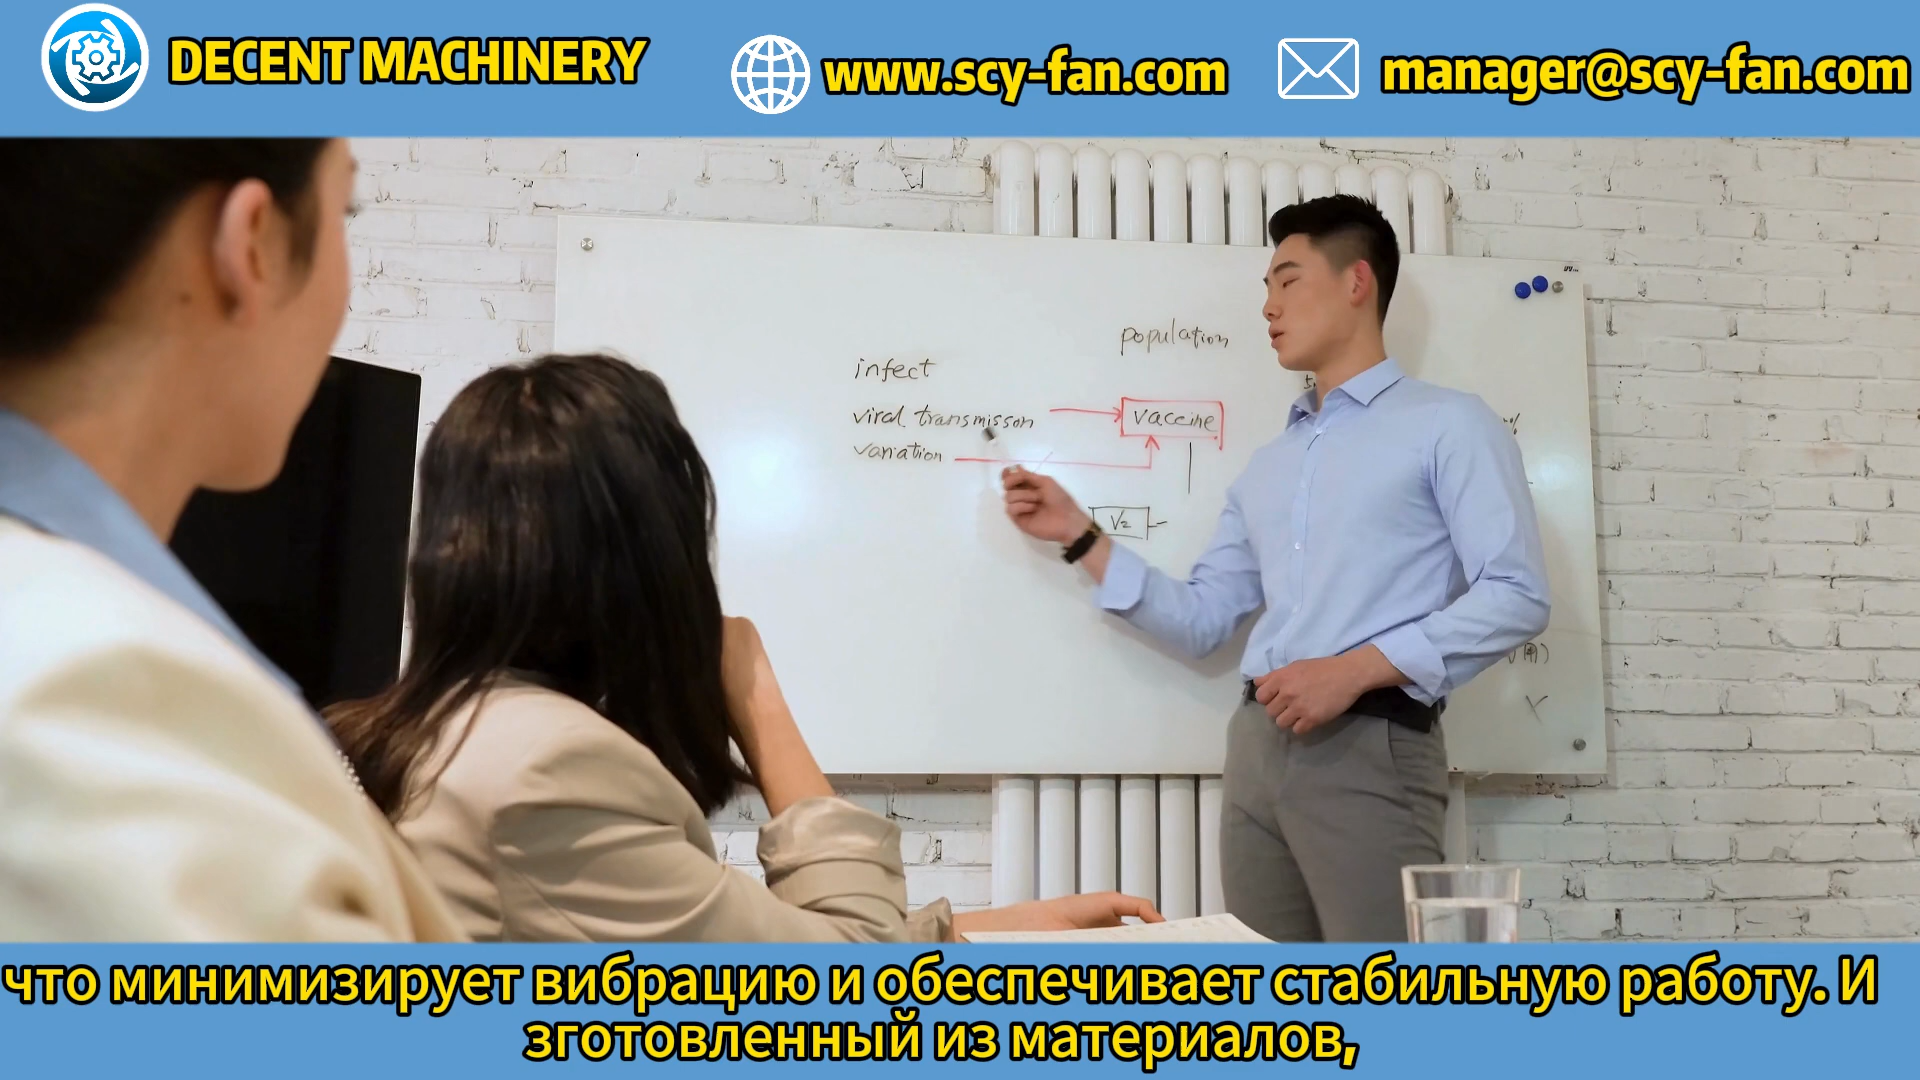 DECENT MACHINERY
www.scy-fan.com
manager@scy-fan.com
population
infect
viral transmisson
vaccine
variation
V2
что минимизирует вибрацию и обеспечивает стабильную работу. И
зготовленный из материалов,